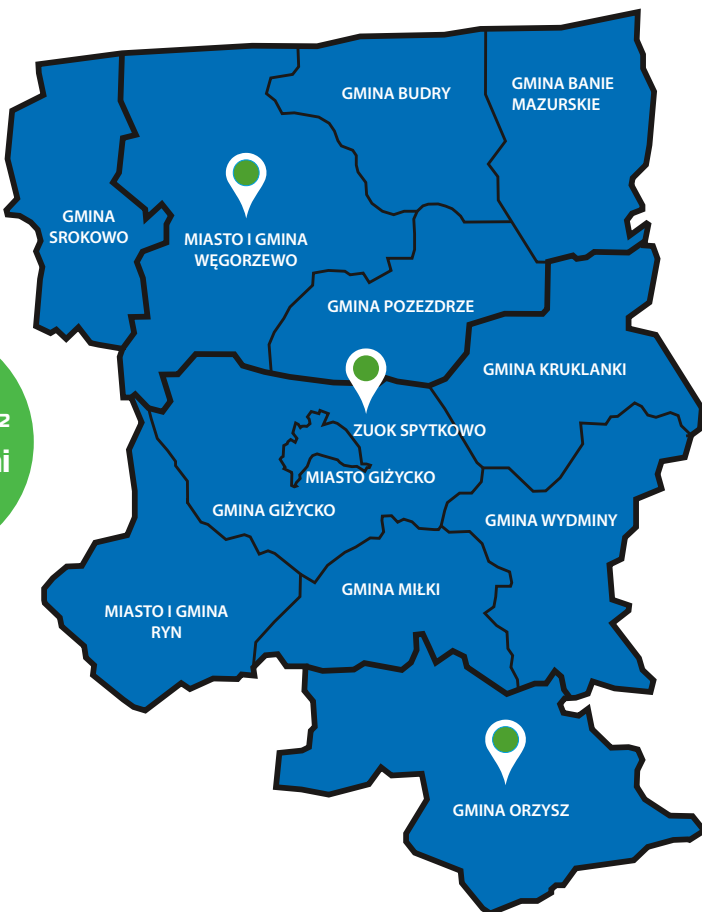 GMINA BUDRY
GMINA BANIE
MAZURSKIE
GMINA
SROKOWO
MIASTO I GMINA
WĘGORZEWO
GMINA POZEZDRZE
GMINA KRUKLANKI
ZUOK SPYTKOWO
MIASTO GIŻYCKO
GMINA GIŻYCKO
GMINA WYDMINY
GMINA MIŁKI
MIASTO I GMINA
RYN
GMINA ORZYSZ